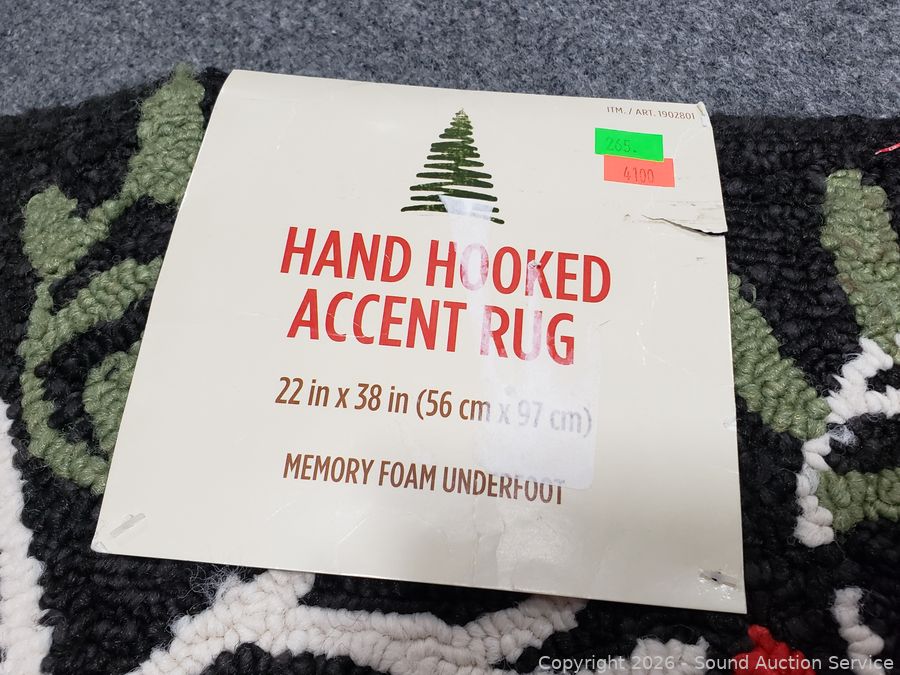 ITM. / ART. 1902801
265.
4100
HAND HOOKED
ACCENT RUG
22 in x 38 in (56 cm x 97 cm)
MEMORY FOAM UNDERFOOT
Copyright 2026 - Sound Auction Service